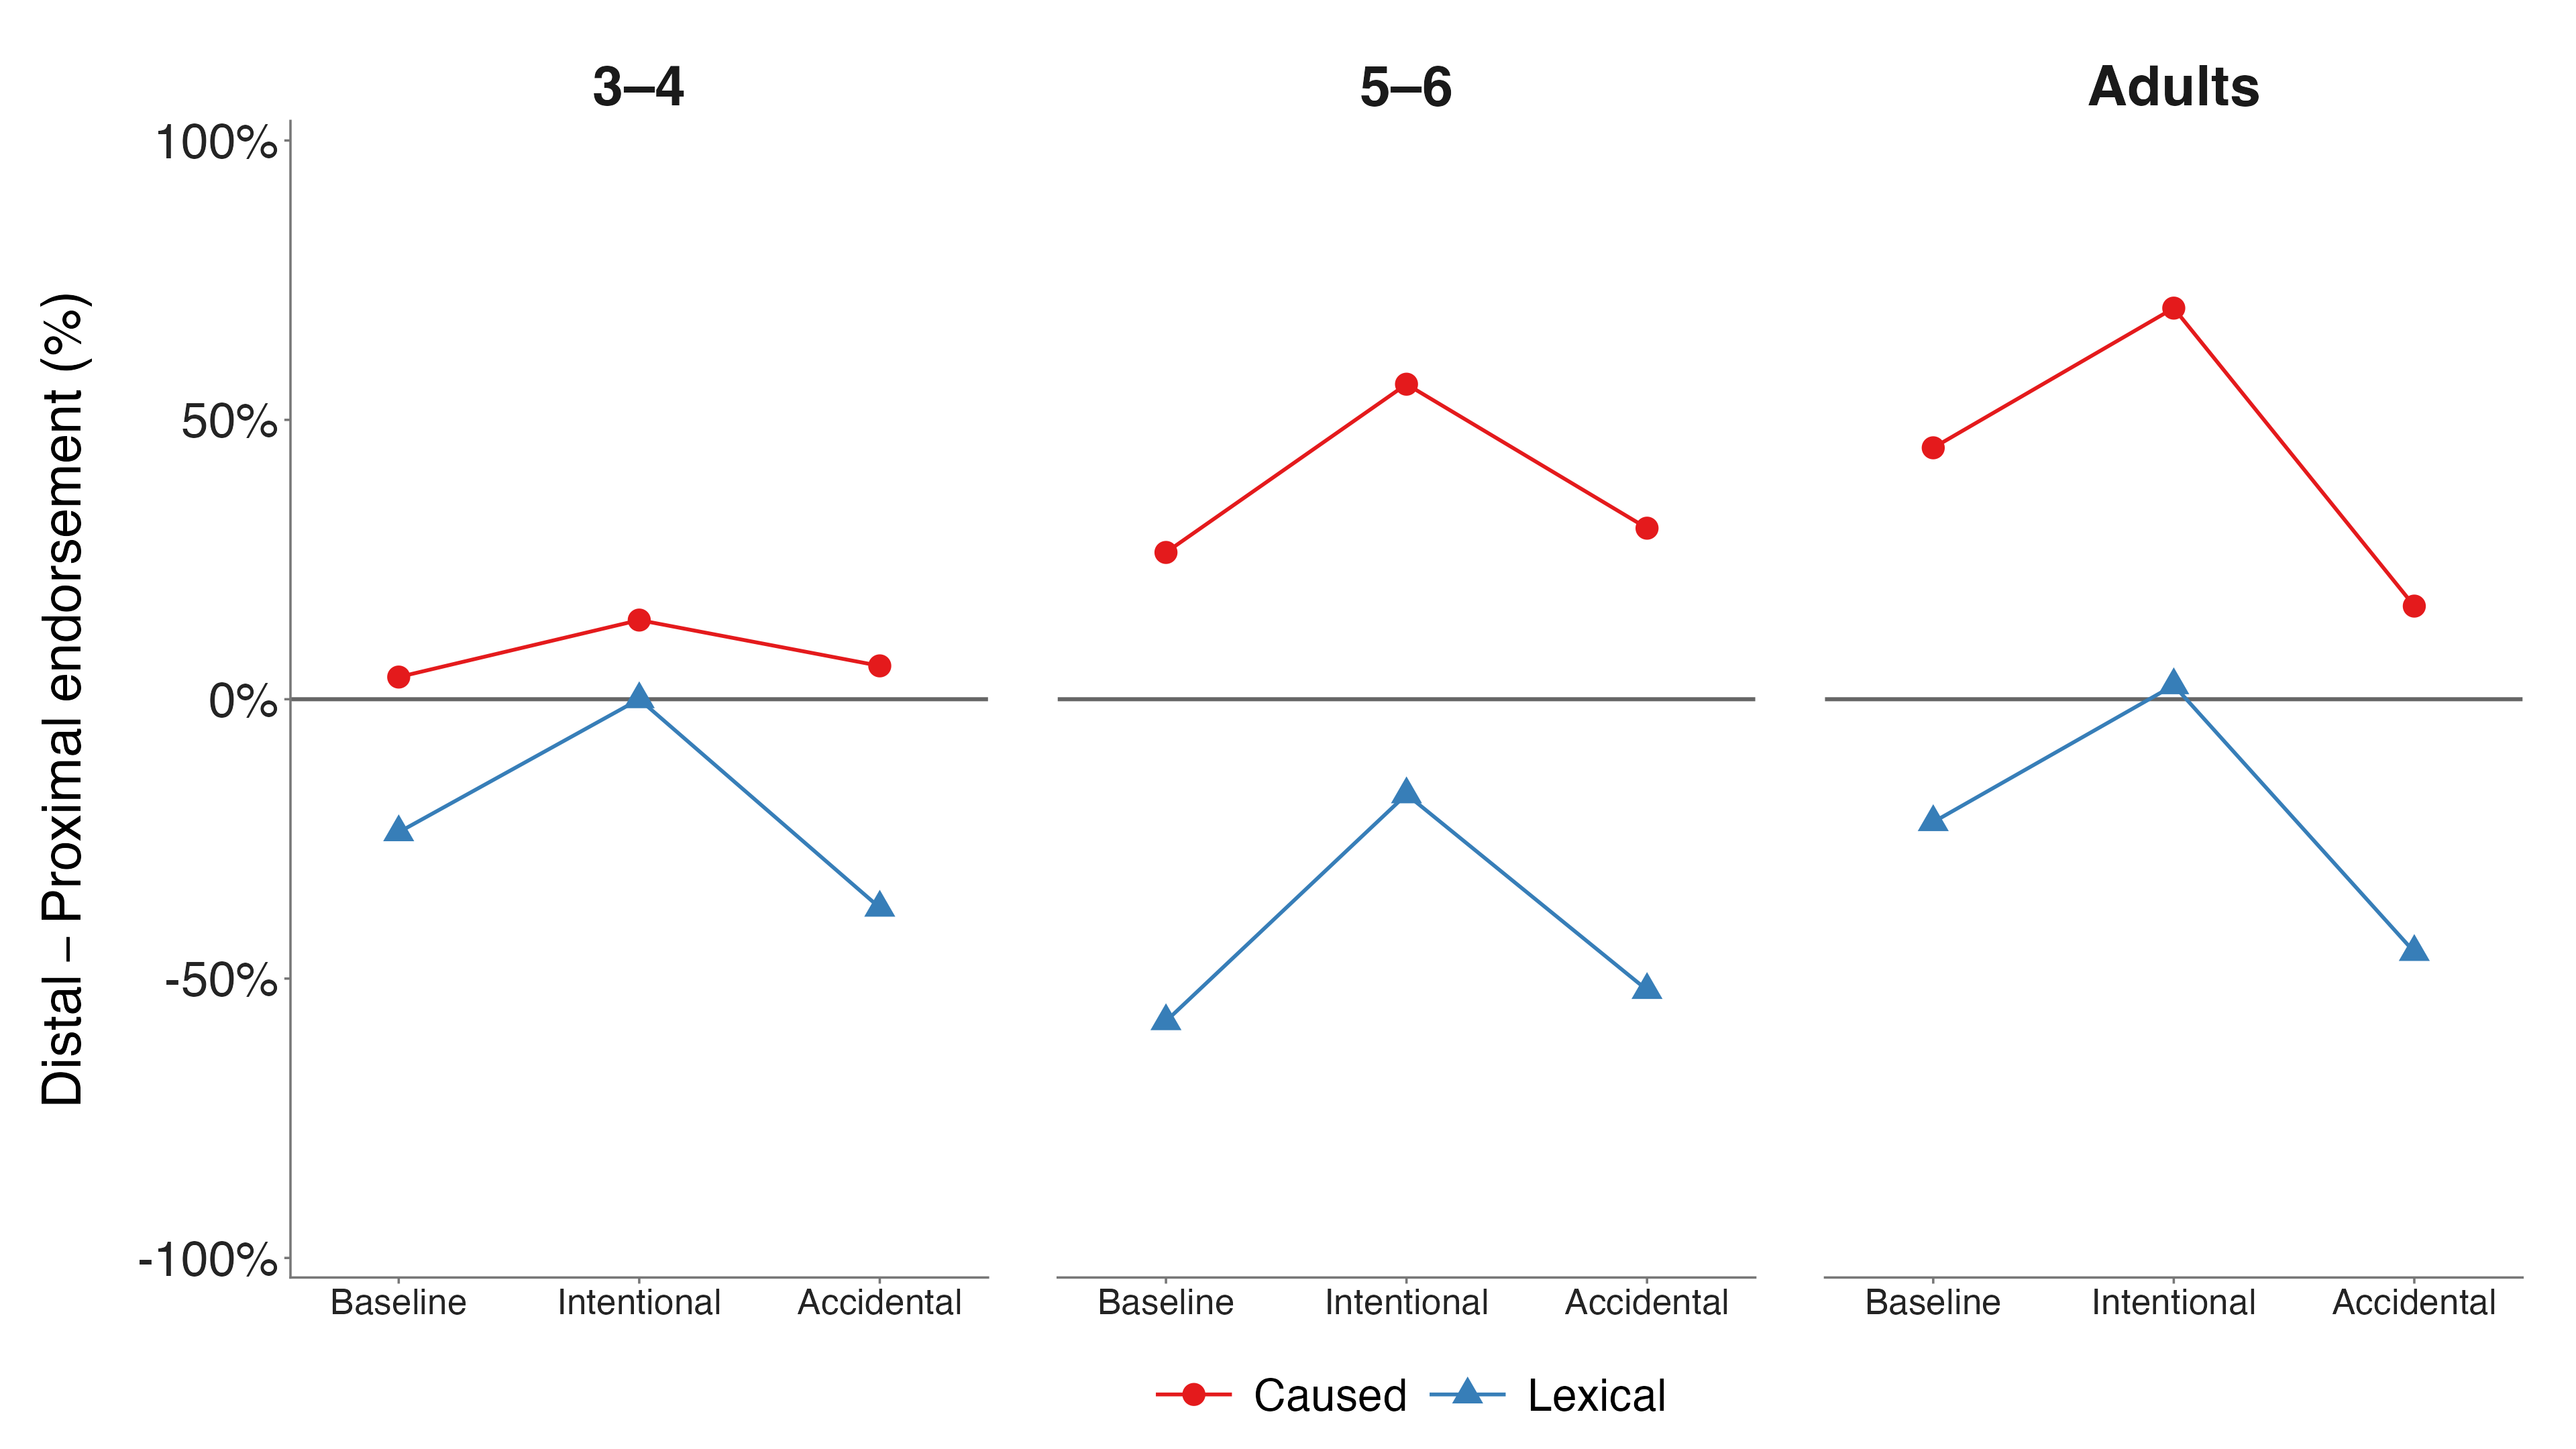 3–4
5–6
Adults
Distal – Proximal endorsement (%)
100%
50%
0%
-50%
-100%
Baseline Intentional Accidental
Baseline Intentional Accidental
Baseline Intentional Accidental
Caused Lexical